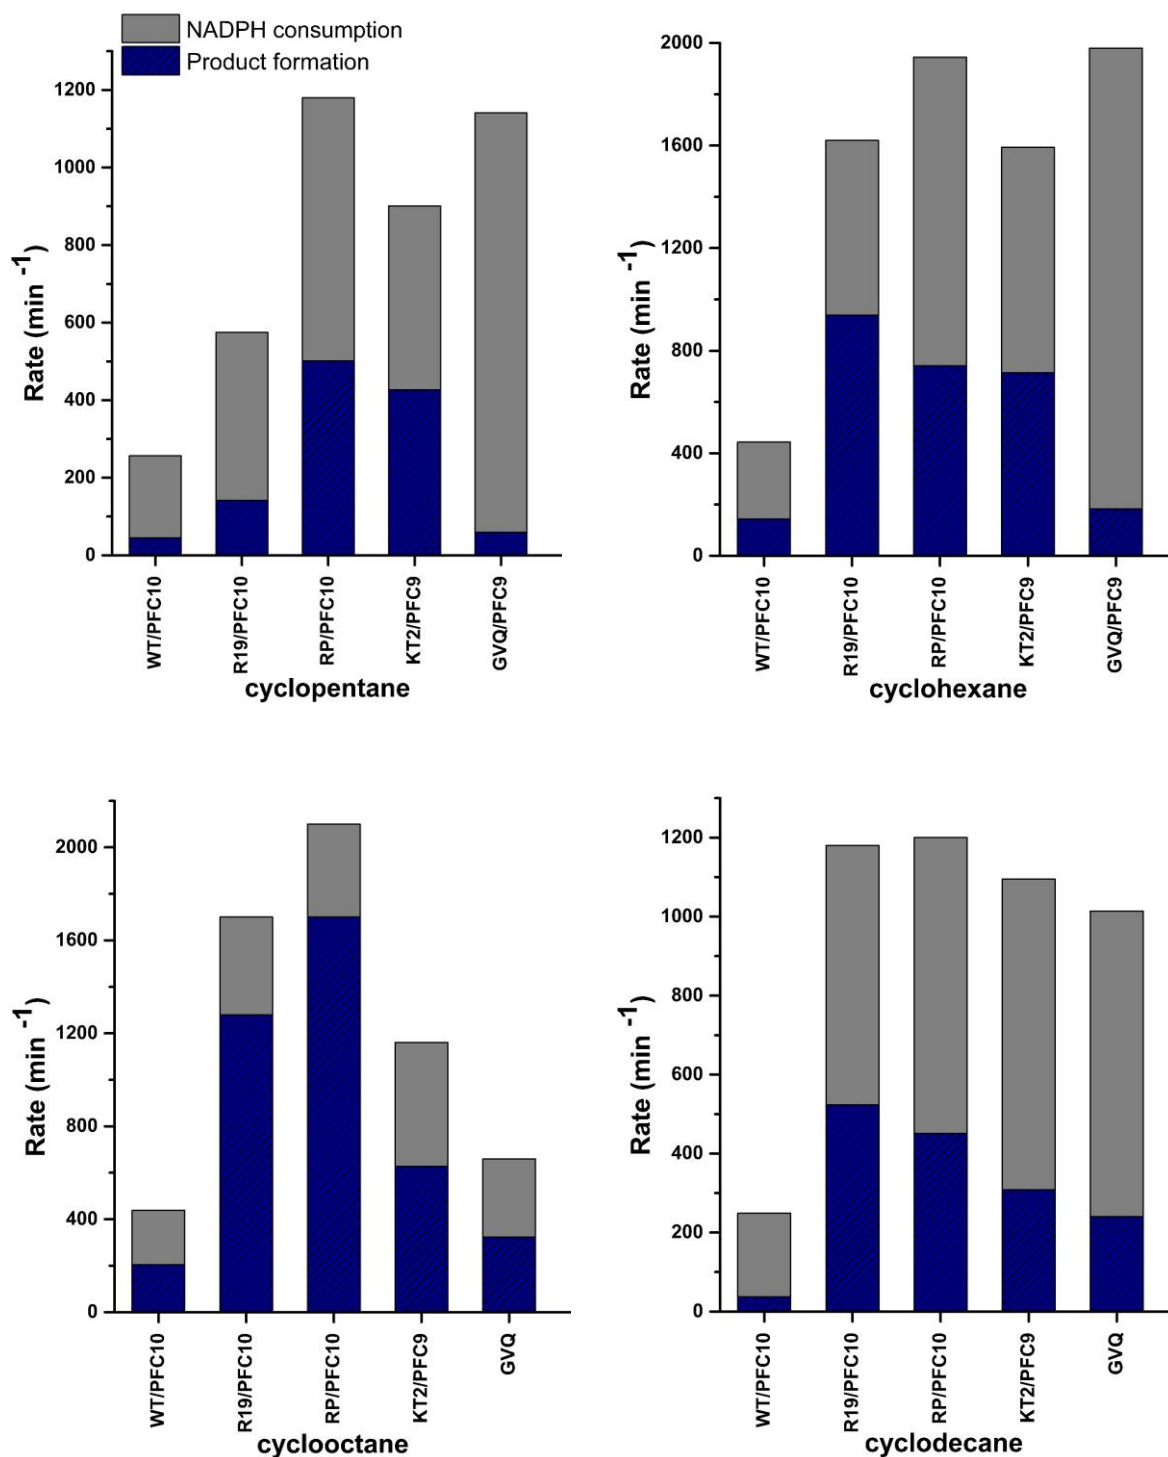 NADPH consumption
Product formation
Rate (min -1)
1200
1000
800
600
400
200
0
WT/PFC10
R19/PFC10
RP/PFC10
KT2/PFC9
GVQ/PFC9
cyclopentane
Rate (min -1)
2000
1600
1200
800
400
0
WT/PFC10
R19/PFC10
RP/PFC10
KT2/PFC9
GVQ/PFC9
cyclohexane
Rate (min -1)
2000
1600
1200
800
400
0
WT/PFC10
R19/PFC10
RP/PFC10
KT2/PFC9
GVQ
cyclooctane
Rate (min -1)
1200
1000
800
600
400
200
0
WT/PFC10
R19/PFC10
RP/PFC10
KT2/PFC9
GVQ
cyclodecane